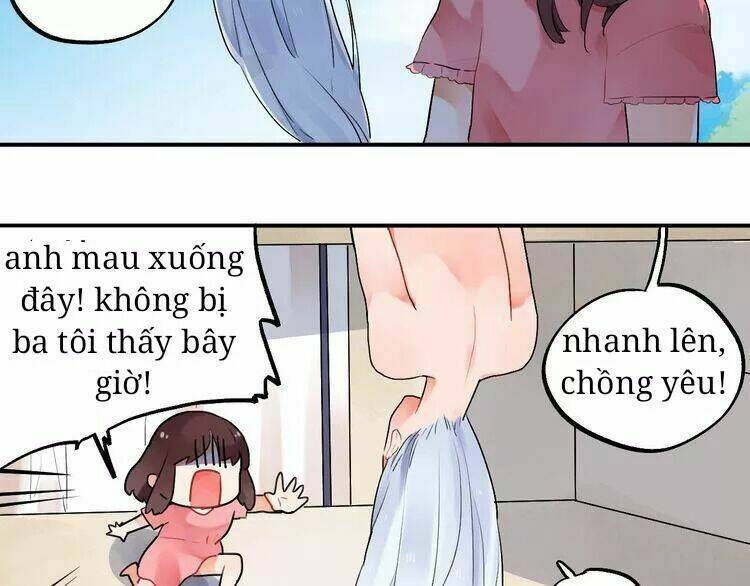 anh mau xuống
đây! không bị
ba tôi thấy bây
giờ!
nhanh lên,
chồng yêu!